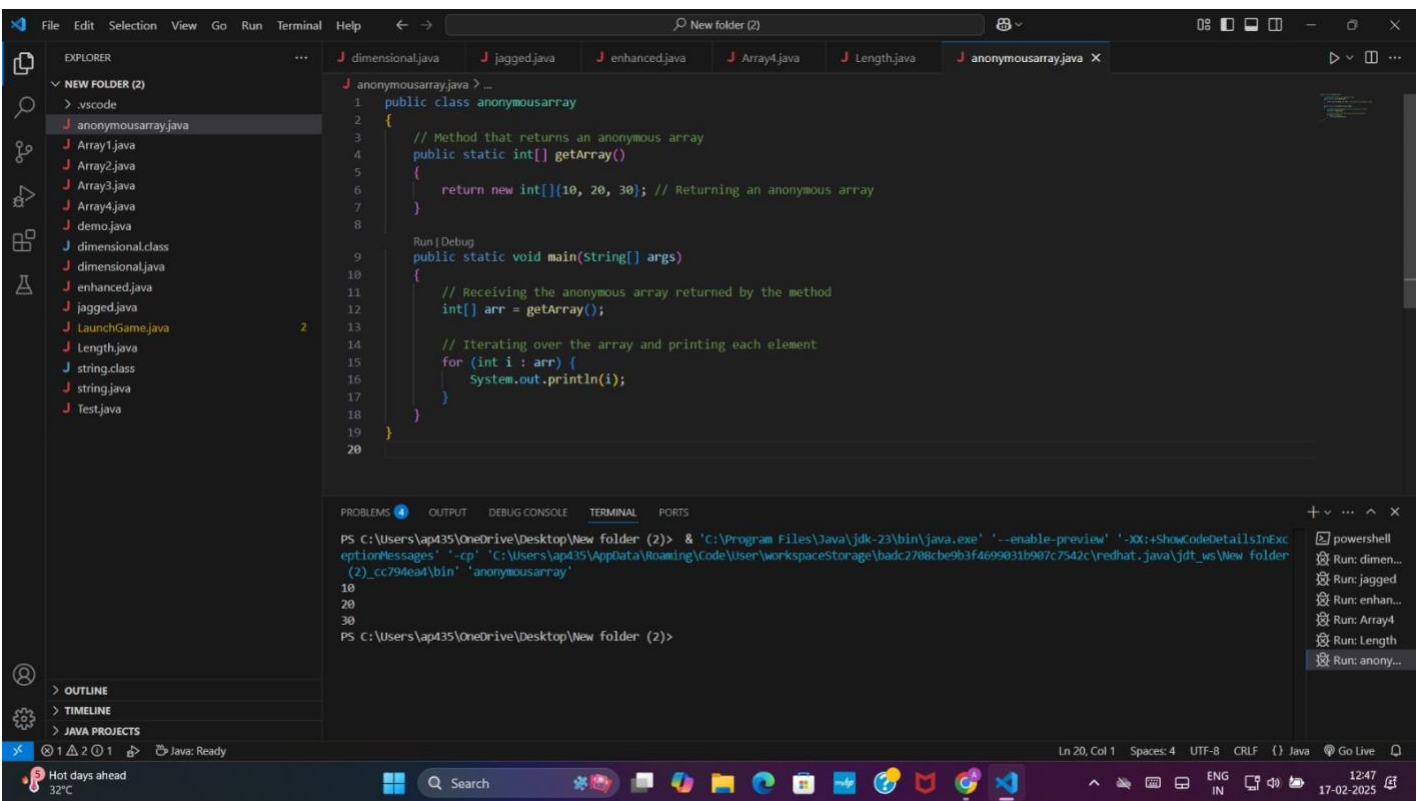 File Edit Selection View Go Run Terminal Help
New folder (2)
EXPLORER
NEW FOLDER (2)
.vscode
anonymousarray.java
Array1.java
Array2.java
Array3.java
Array4.java
demo.java
dimensional.class
dimensional.java
enhanced.java
jagged.java
LaunchGame.java 2
Length.java
string.class
string.java
Test.java
OUTLINE
TIMELINE
JAVA PROJECTS
dimensional.java jagged.java enhanced.java Array4.java Length.java anonymousarray.java
anonymousarray.java > ...
1 public class anonymousarray
2 {
3 // Method that returns an anonymous array
4 public static int[] getArray()
5 {
6 return new int[]{10, 20, 30}; // Returning an anonymous array
7 }
8
Run | Debug
9 public static void main(String[] args)
10 {
11 // Receiving the anonymous array returned by the method
12 int[] arr = getArray();
13
14 // Iterating over the array and printing each element
15 for (int i : arr) {
16 System.out.println(i);
17 }
18 }
19 }
20
PROBLEMS 4 OUTPUT DEBUG CONSOLE TERMINAL PORTS
PS C:\Users\ap435\OneDrive\Desktop\New folder (2)> & 'C:\Program Files\Java\jdk-23\bin\java.exe' '--enable-preview' '-XX:+ShowCodeDetailsInExc
eptionMessages' '-cp' 'C:\Users\ap435\AppData\Roaming\Code\User\workspaceStorage\badc2708cbe9b3f4699031b907c7542c\redhat.java\jdt_ws\New folder
(2)_cc794ea4\bin' 'anonymousarray'
10
20
30
PS C:\Users\ap435\OneDrive\Desktop\New folder (2)>
powershell
Run: dimen...
Run: jagged
Run: enhan...
Run: Array4
Run: Length
Run: anony...
1 2 1 Java: Ready
Ln 20, Col 1 Spaces: 4 UTF-8 CRLF {} Java Go Live
5
Hot days ahead
32°C
Search
ENG
IN
12:47
17-02-2025